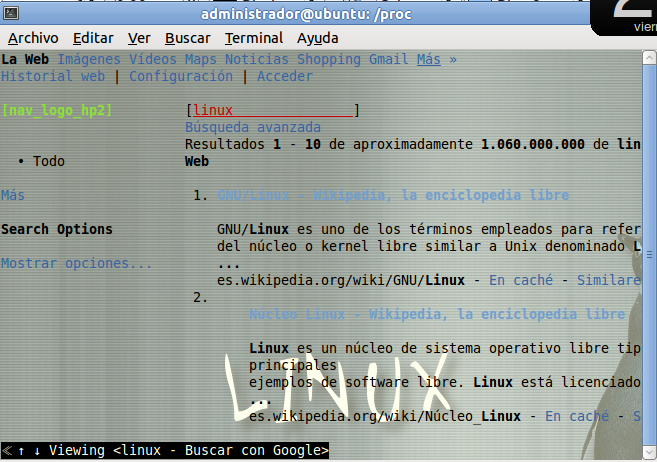 administrador@ubuntu: /proc
Archivo Editar Ver Buscar Terminal Ayuda
viern
La Web Imágenes Vídeos Maps Noticias Shopping Gmail Más »
Historial web | Configuración | Acceder
[nav_logo_hp2] [linux ]
Búsqueda avanzada
Resultados 1 - 10 de aproximadamente 1.060.000.000 de lin
• Todo Web
Más 1. GNU/Linux - Wikipedia, la enciclopedia libre
Search Options GNU/Linux es uno de los términos empleados para refer
del núcleo o kernel libre similar a Unix denominado L
Mostrar opciones... ...
es.wikipedia.org/wiki/GNU/Linux - En caché - Similare
2.
Núcleo Linux - Wikipedia, la enciclopedia libre
Linux es un núcleo de sistema operativo libre tip
principales
ejemplos de software libre. Linux está licenciado
...
es.wikipedia.org/wiki/Núcleo_Linux - En caché - S
LINUX
≪ ↑ ↓ Viewing <linux - Buscar con Google>